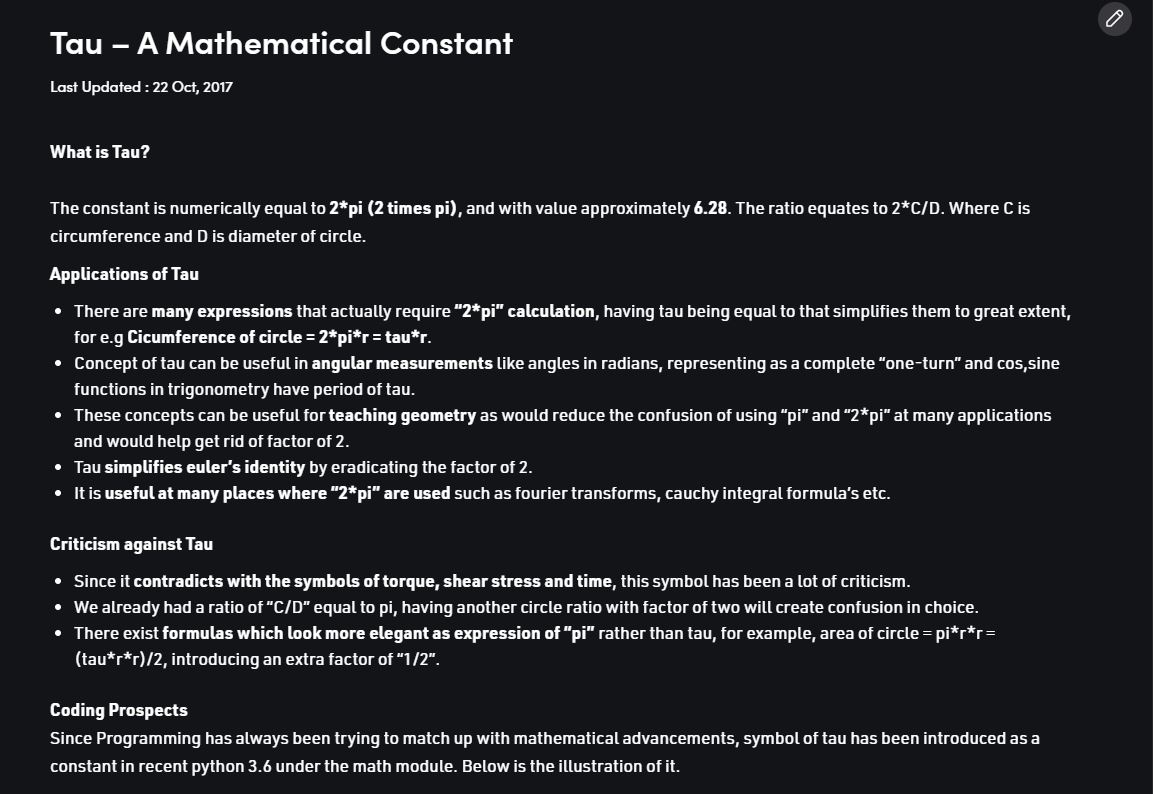 Tau – A Mathematical Constant
Last Updated : 22 Oct, 2017
What is Tau?
The constant is numerically equal to 2*pi (2 times pi), and with value approximately 6.28. The ratio equates to 2*C/D. Where C is
circumference and D is diameter of circle.
Applications of Tau
• There are many expressions that actually require “2*pi” calculation, having tau being equal to that simplifies them to great extent,
for e.g Cicumference of circle = 2*pi*r = tau*r.
• Concept of tau can be useful in angular measurements like angles in radians, representing as a complete “one-turn” and cos,sine
functions in trigonometry have period of tau.
• These concepts can be useful for teaching geometry as would reduce the confusion of using “pi” and “2*pi” at many applications
and would help get rid of factor of 2.
• Tau simplifies euler’s identity by eradicating the factor of 2.
• It is useful at many places where “2*pi” are used such as fourier transforms, cauchy integral formula’s etc.
Criticism against Tau
• Since it contradicts with the symbols of torque, shear stress and time, this symbol has been a lot of criticism.
• We already had a ratio of “C/D” equal to pi, having another circle ratio with factor of two will create confusion in choice.
• There exist formulas which look more elegant as expression of “pi” rather than tau, for example, area of circle = pi*r*r =
(tau*r*r)/2, introducing an extra factor of “1/2”.
Coding Prospects
Since Programming has always been trying to match up with mathematical advancements, symbol of tau has been introduced as a
constant in recent python 3.6 under the math module. Below is the illustration of it.